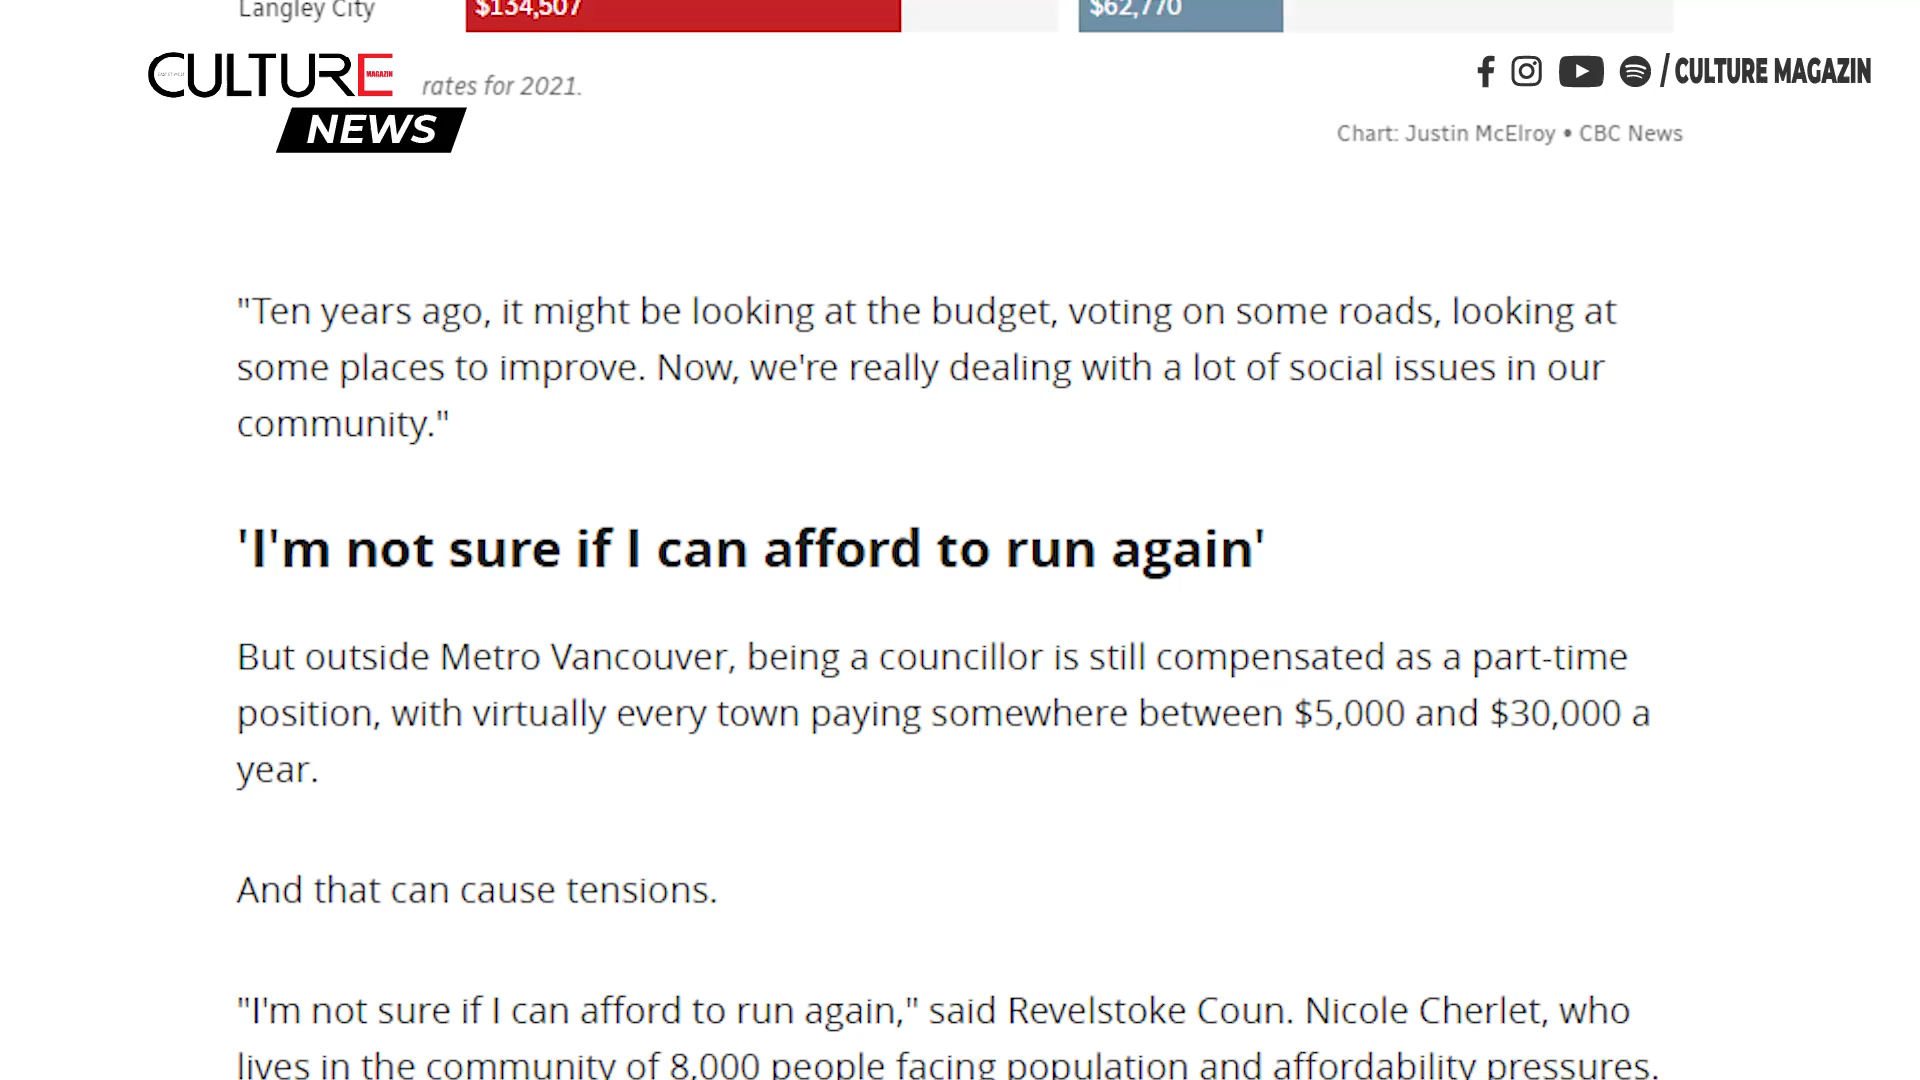 Langley City $134,507 $62,770
CULTURE MAGAZIN
NEWS
rates for 2021.
/ CULTURE MAGAZIN
Chart: Justin McElroy • CBC News
"Ten years ago, it might be looking at the budget, voting on some roads, looking at
some places to improve. Now, we're really dealing with a lot of social issues in our
community."
'I'm not sure if I can afford to run again'
But outside Metro Vancouver, being a councillor is still compensated as a part-time
position, with virtually every town paying somewhere between $5,000 and $30,000 a
year.
And that can cause tensions.
"I'm not sure if I can afford to run again," said Revelstoke Coun. Nicole Cherlet, who
lives in the community of 8,000 people facing population and affordability pressures.